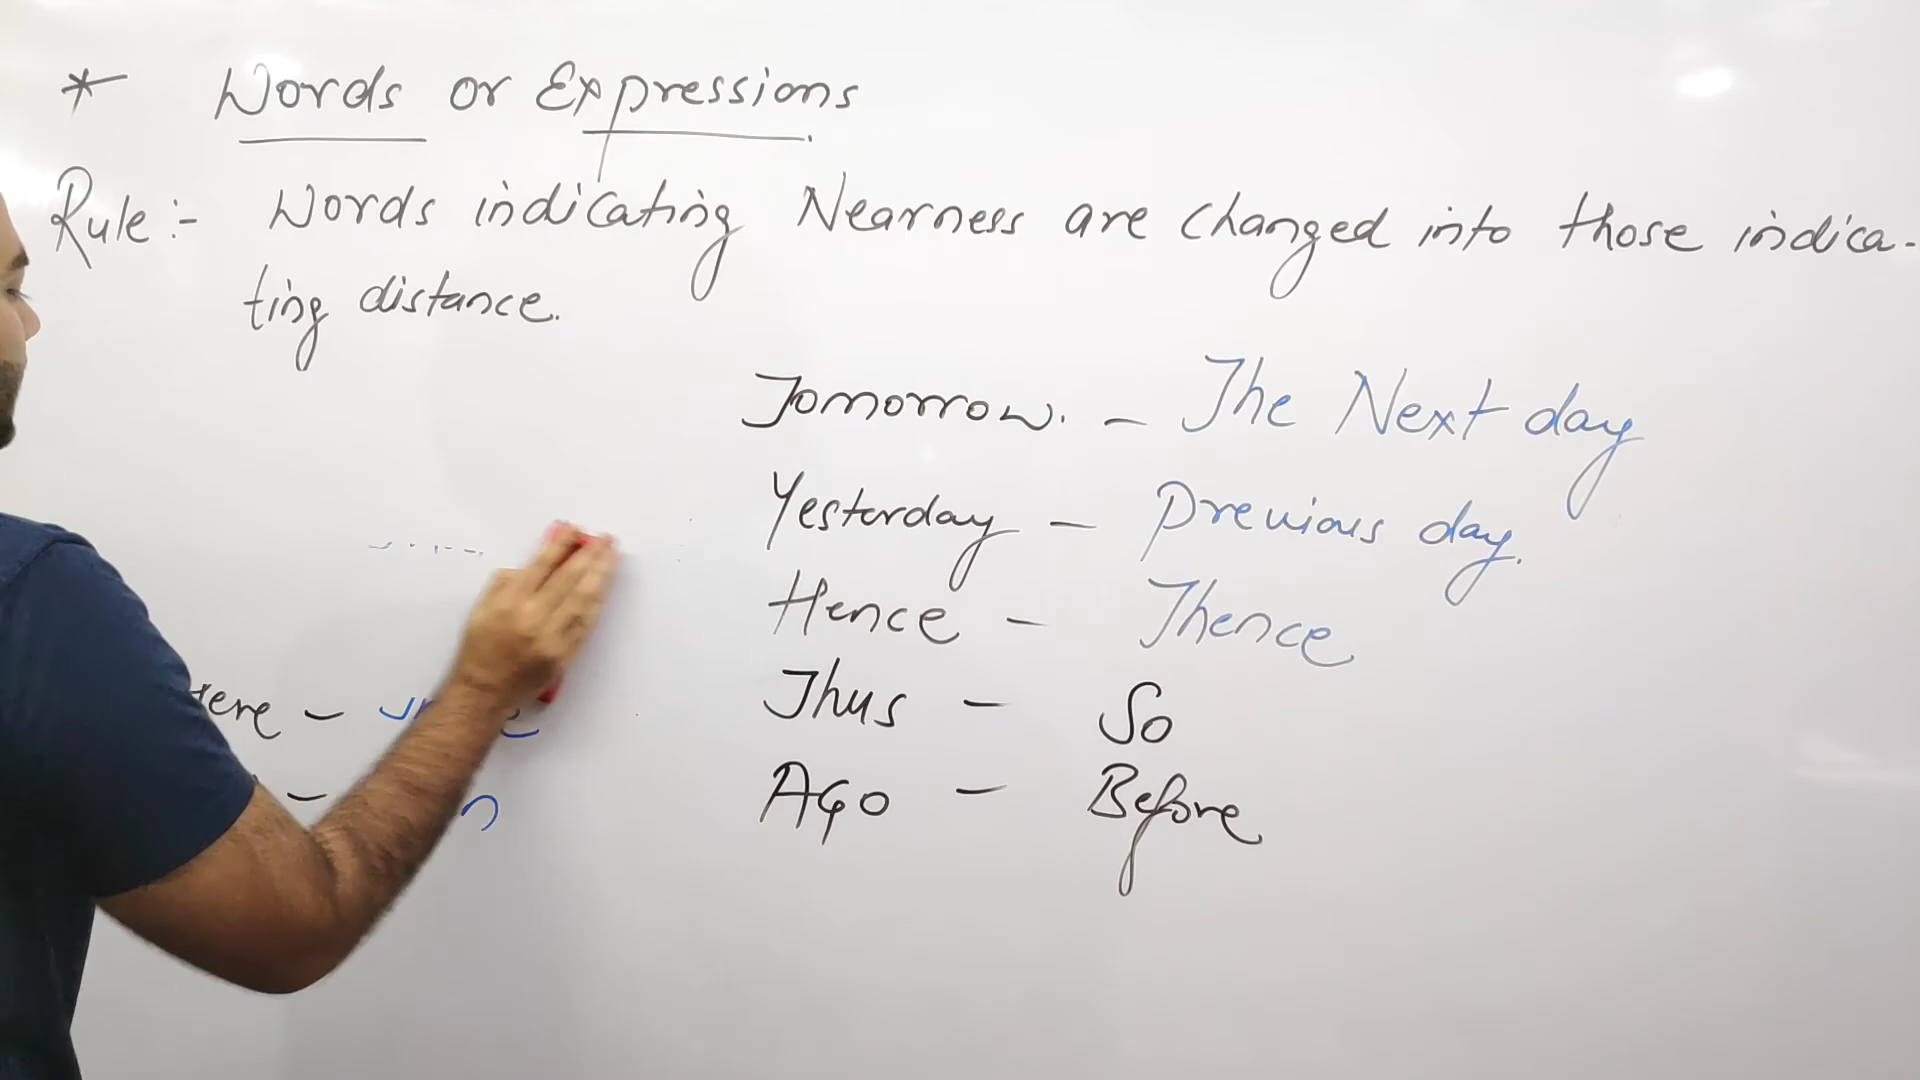 * Words or Expressions
Rule :- Words indicating Nearness are changed into those indica-
ting distance.
Tomorrow. - The Next day
Yesterday - Previous day.
Hence - Thence
Thus - So
Ago - Before